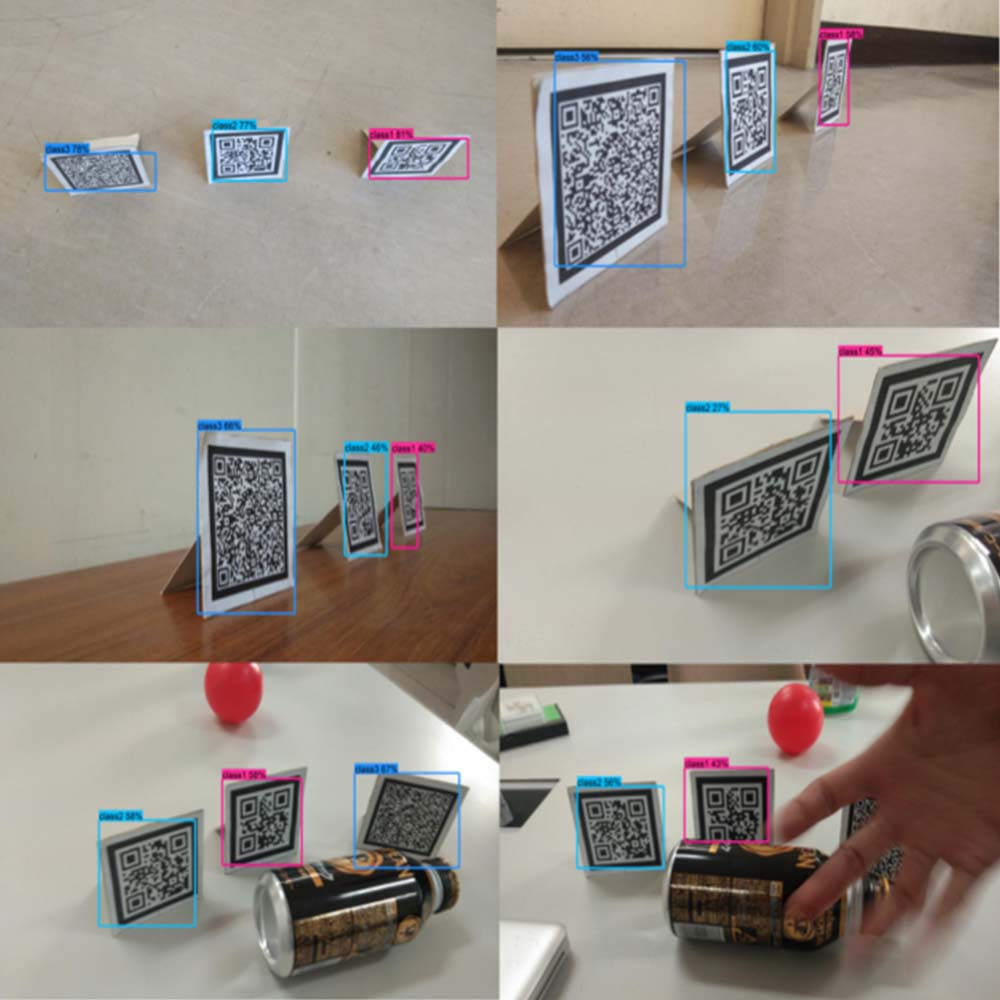 class3 78%
class2 77%
class1 81%
class3 56%
class2 60%
class1 58%
class3 66%
class2 46%
class1 40%
class2 27%
class1 45%
class2 58%
class1 58%
class3 67%
class2 56%
class1 43%